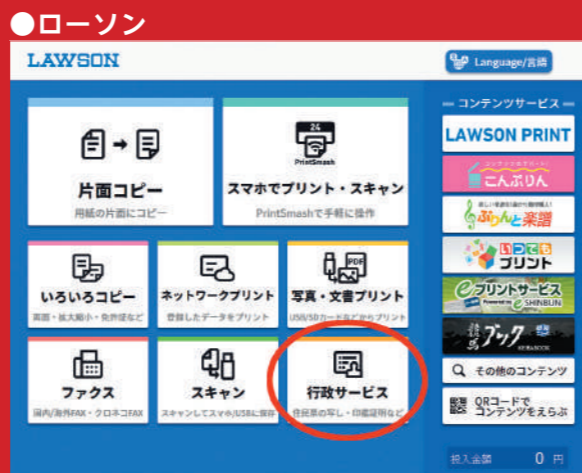 ●ローソン
LAWSON
Language/言語
片面コピー
用紙の片面にコピー
24
PrintSmash
スマホでプリント・スキャン
PrintSmashで手軽に操作
いろいろコピー
両面・拡大縮小・免許証など
ネットワークプリント
登録したデータをプリント
PDF
写真・文書プリント
USB/SDカードなどからプリント
ファクス
国内/海外FAX・クロネコFAX
スキャン
スキャンしてスマホ/USBに保存
行政サービス
住民票の写し・印鑑証明など
コンテンツサービス
LAWSON PRINT
こんぷりん
ぷりんと楽譜
いつでも
プリント
eプリントサービス
Powered by SHINBUN
競馬ブック
KEIBABOOK
その他のコンテンツ
QRコードで
コンテンツをえらぶ
投入金額 0 円